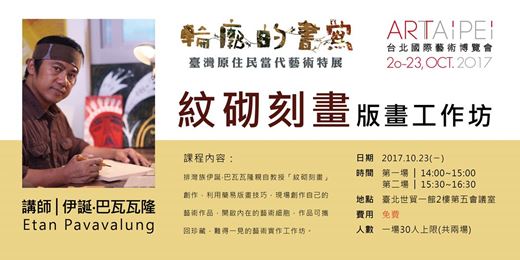 輪廓的書寫
臺灣原住民當代藝術特展
ART TAIPEI
台北國際藝術博覽會
20-23, OCT. 2017
紋砌刻畫 版畫工作坊
講師│伊誕·巴瓦瓦隆
Etan Pavavalung
課程內容：
排灣族伊誕·巴瓦瓦隆親自教授「紋砌刻畫」
創作，利用簡易版畫技巧，現場創作自己的
藝術作品，開啟內在的藝術細胞，作品可攜
回珍藏，難得一見的藝術實作工作坊。
日期 2017.10.23(一)
時間 第一場│14:00~15:00
第二場│15:30~16:30
地點 臺北世貿一館2樓第五會議室
費用 免費
人數 一場30人上限(共兩場)